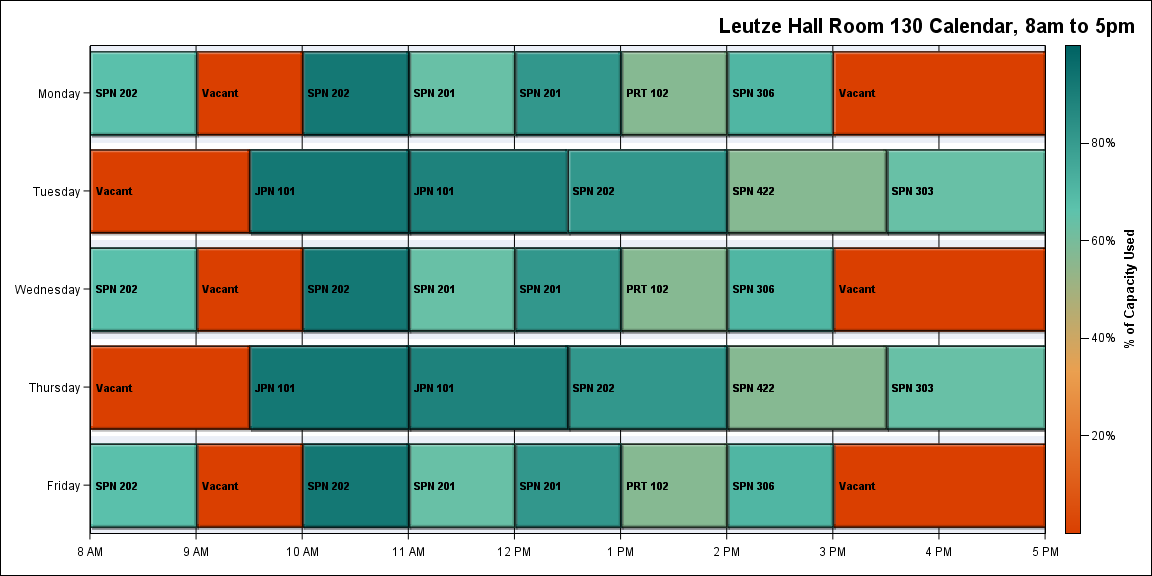 Leutze Hall Room 130 Calendar, 8am to 5pm
Monday
SPN 202
Vacant
SPN 202
SPN 201
SPN 201
PRT 102
SPN 306
Vacant
Tuesday
Vacant
JPN 101
JPN 101
SPN 202
SPN 422
SPN 303
Wednesday
SPN 202
Vacant
SPN 202
SPN 201
SPN 201
PRT 102
SPN 306
Vacant
Thursday
Vacant
JPN 101
JPN 101
SPN 202
SPN 422
SPN 303
Friday
SPN 202
Vacant
SPN 202
SPN 201
SPN 201
PRT 102
SPN 306
Vacant
8 AM
9 AM
10 AM
11 AM
12 PM
1 PM
2 PM
3 PM
4 PM
5 PM
80%
60%
40%
20%
% of Capacity Used